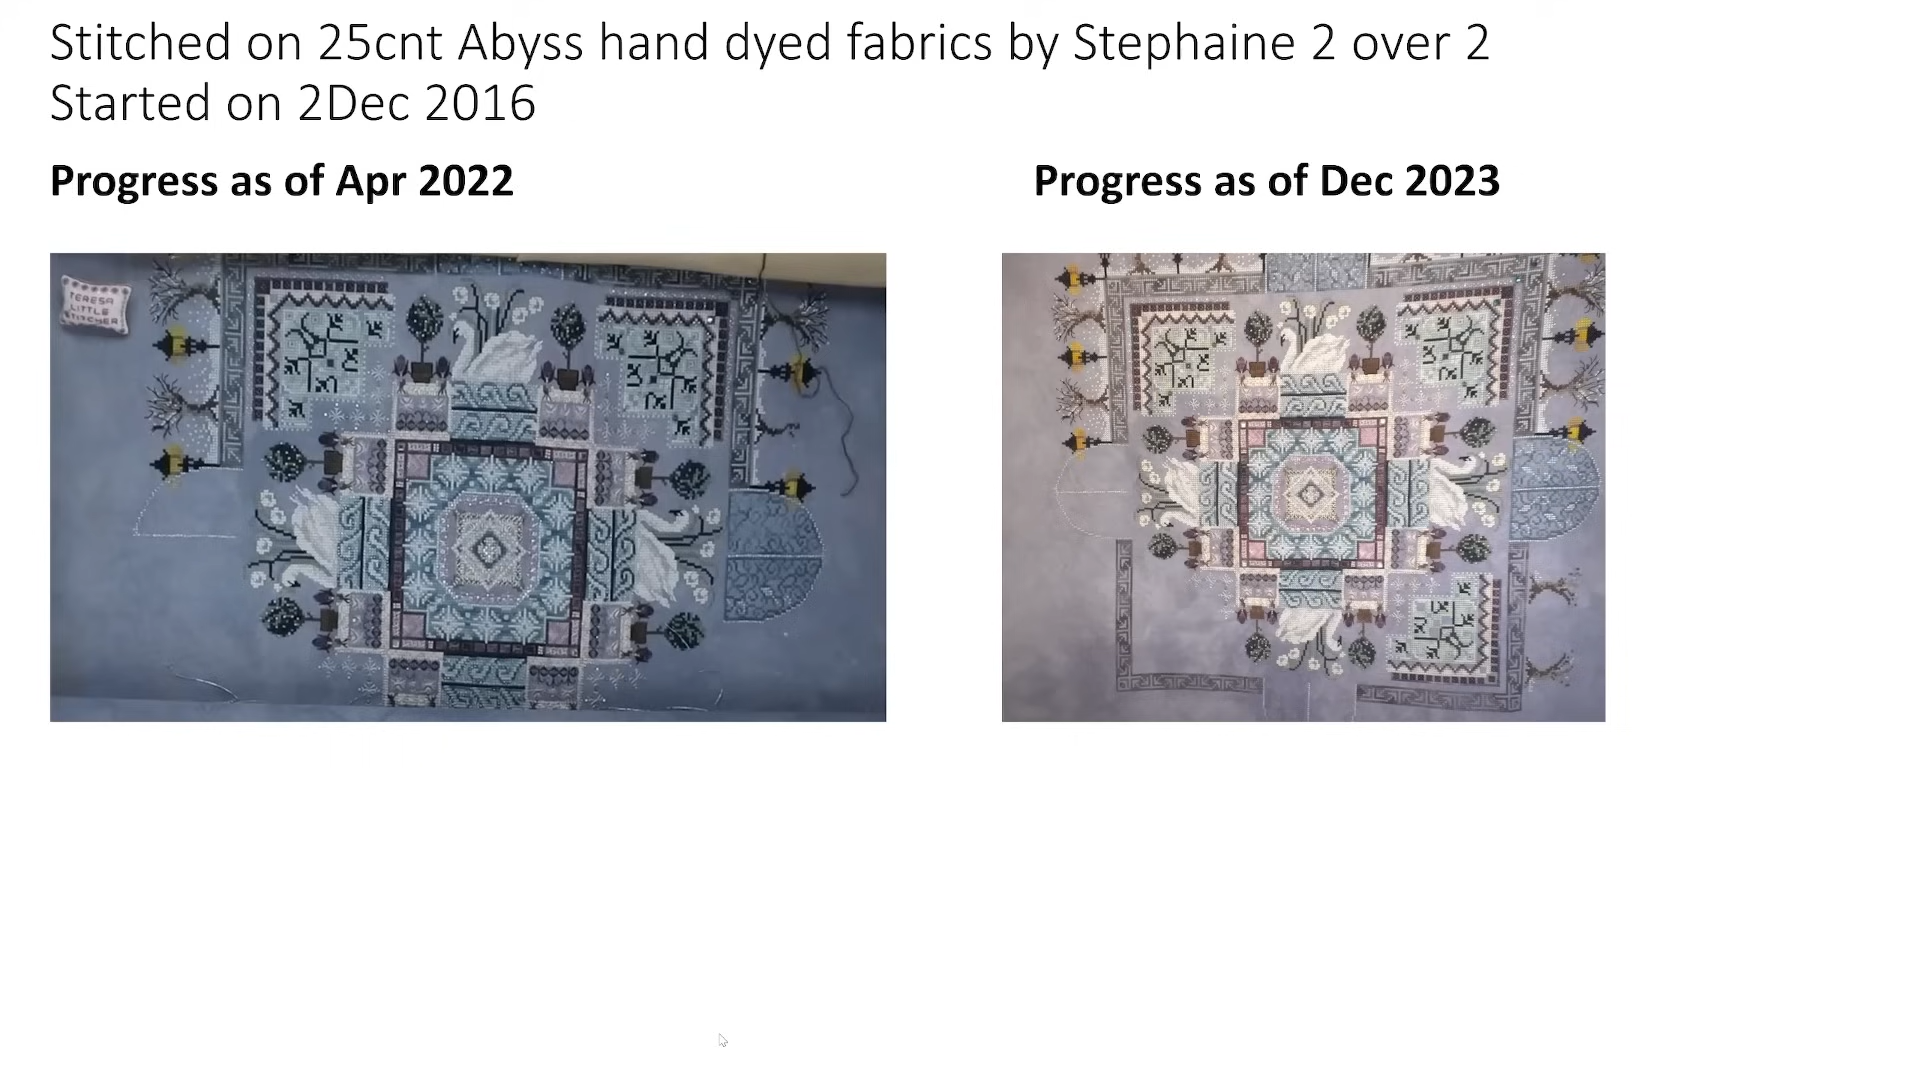 Stitched on 25cnt Abyss hand dyed fabrics by Stephaine 2 over 2
Started on 2Dec 2016
Progress as of Apr 2022
Progress as of Dec 2023
TERESA
LITTLE
STITCHER